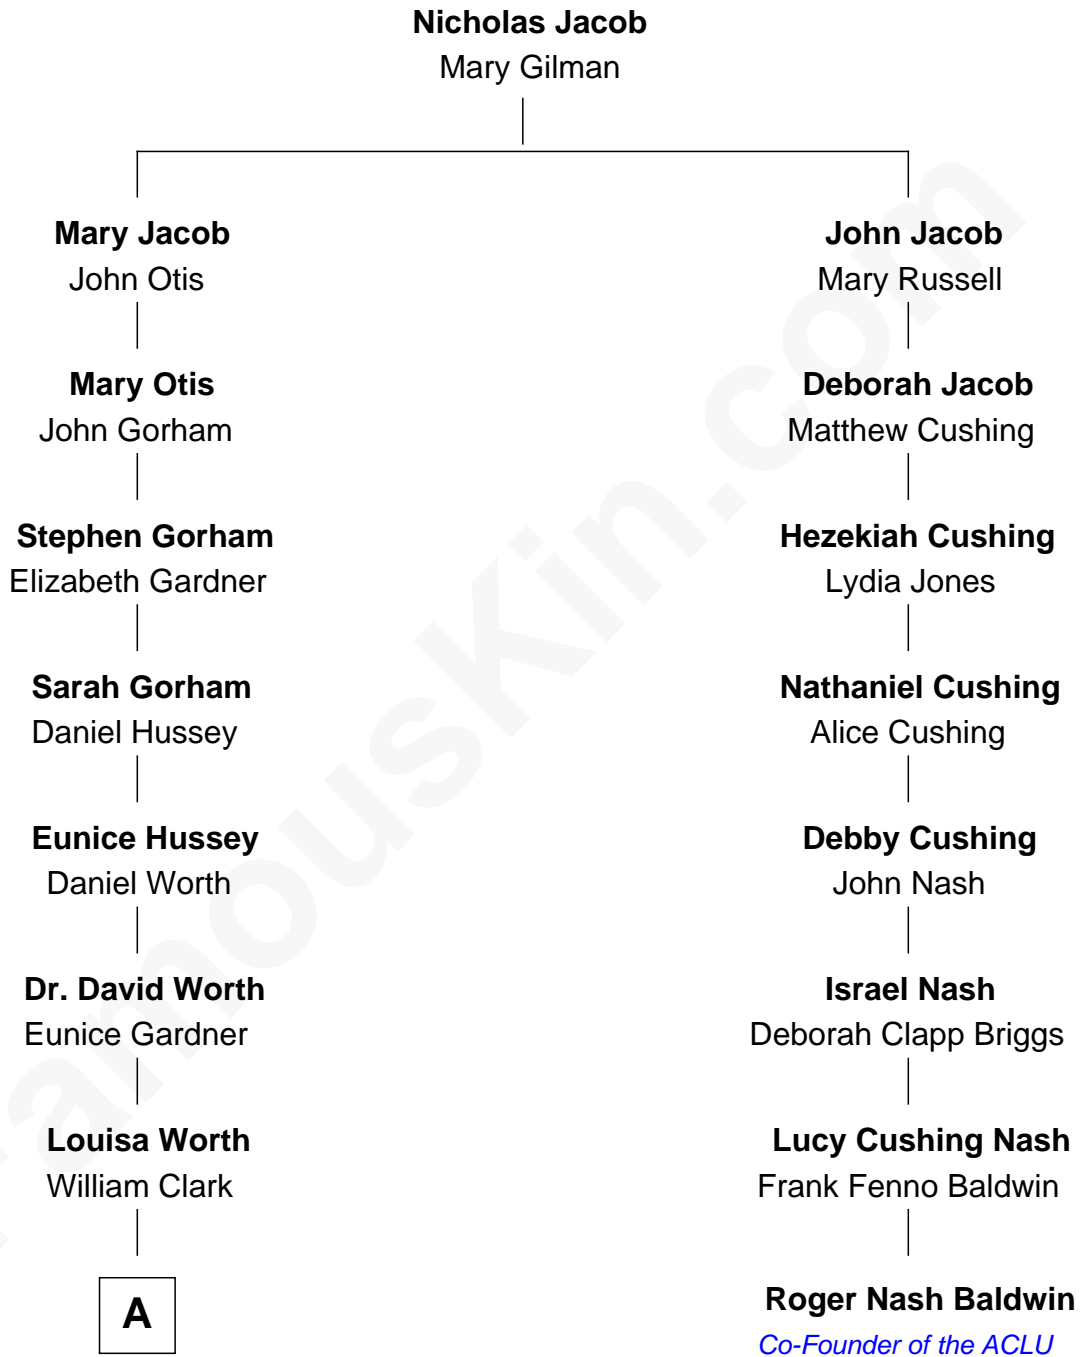 Nicholas Jacob
Mary Gilman
Mary Jacob
John Otis
John Jacob
Mary Russell
Mary Otis
John Gorham
Deborah Jacob
Matthew Cushing
Stephen Gorham
Elizabeth Gardner
Hezekiah Cushing
Lydia Jones
Sarah Gorham
Daniel Hussey
Nathaniel Cushing
Alice Cushing
Eunice Hussey
Daniel Worth
Debby Cushing
John Nash
Dr. David Worth
Eunice Gardner
Israel Nash
Deborah Clapp Briggs
Louisa Worth
William Clark
Lucy Cushing Nash
Frank Fenno Baldwin
A
Roger Nash Baldwin
Co-Founder of the ACLU
FamousKin.com